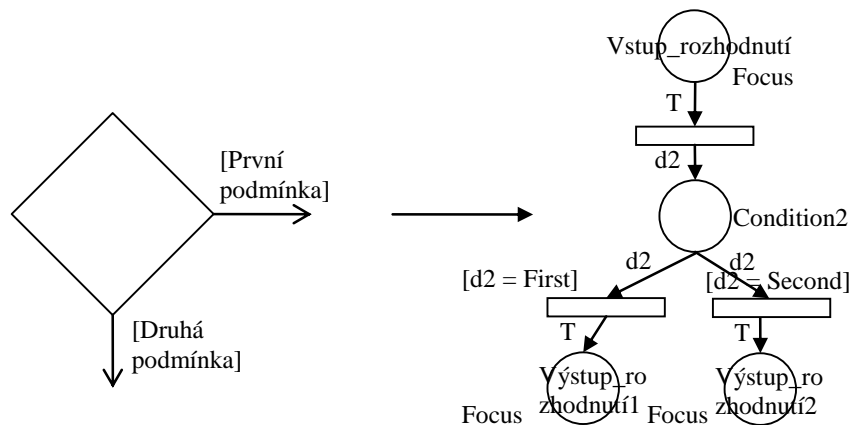 [První
podmínka]
[Druhá
podmínka]
Vstup_rozhodnutí
Focus
T
d2
Condition2
d2
d2
[d2 = First]
[d2 = Second]
T
T
Výstup_ro
zhodnutí1
Focus
Výstup_ro
zhodnutí2
Focus